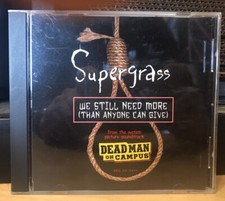 Supergrass
WE STILL NEED MORE
(THAN ANYONE CAN GIVE)
from the motion
picture soundtrack
DEAD MAN
ON CAMPUS